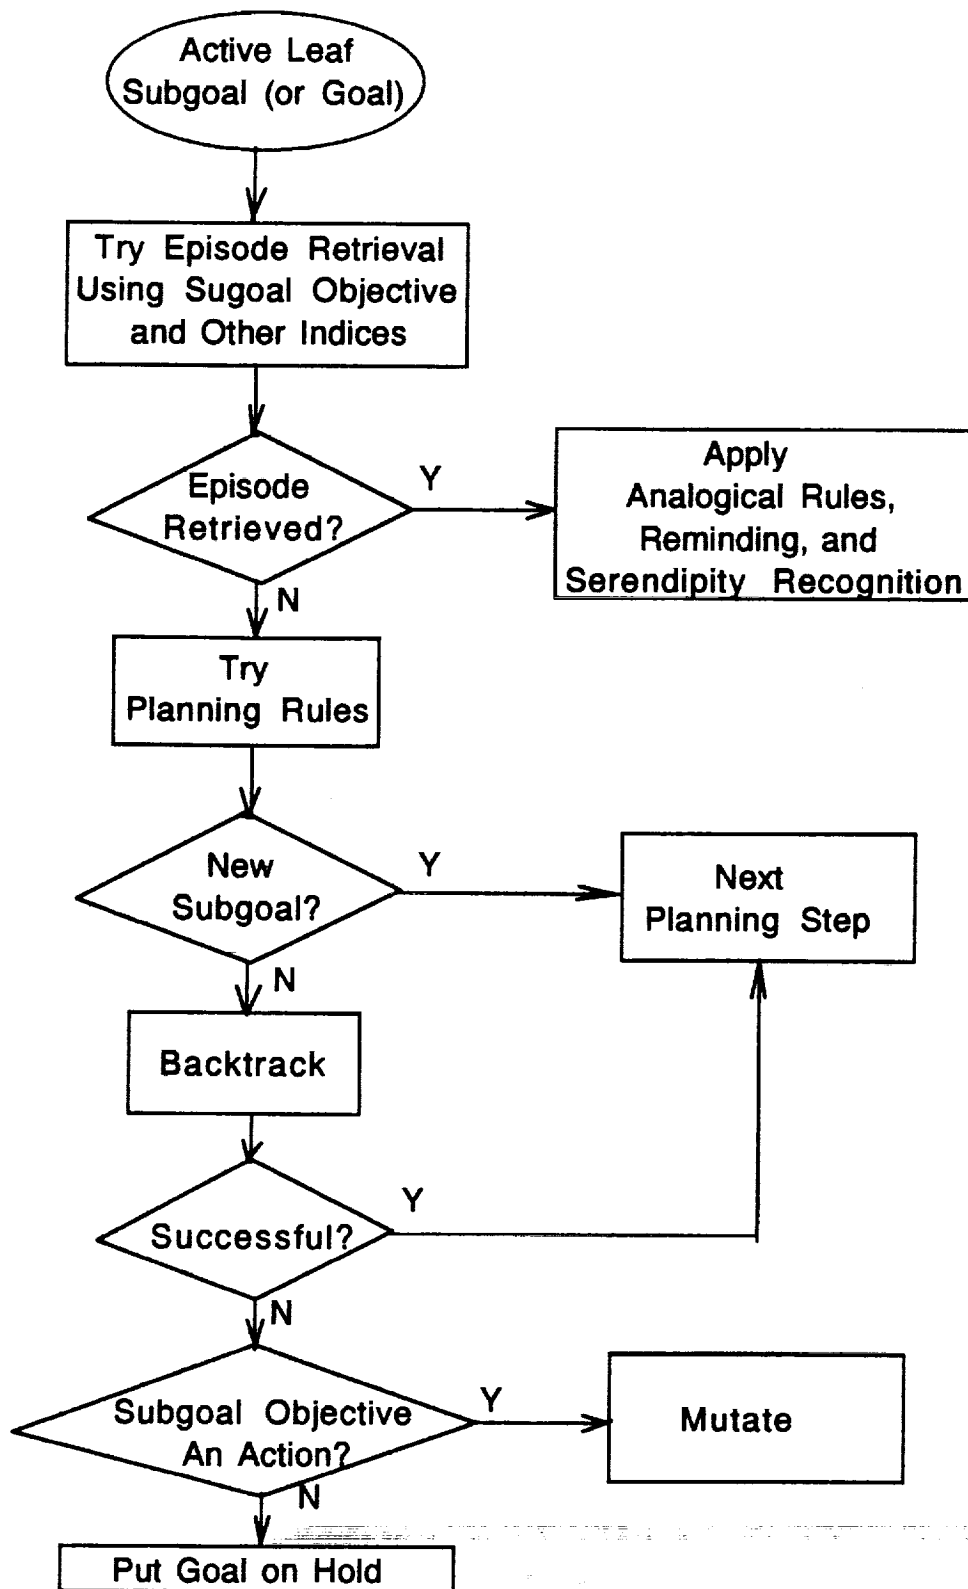 Active Leaf
Subgoal (or Goal)
Try Episode Retrieval
Using Sugoal Objective
and Other Indices
Episode
Retrieved?
Y
Apply
Analogical Rules,
Reminding, and
Serendipity Recognition
N
Try
Planning Rules
New
Subgoal?
Y
Next
Planning Step
N
Backtrack
Successful?
Y
N
Subgoal Objective
An Action?
Y
Mutate
N
Put Goal on Hold